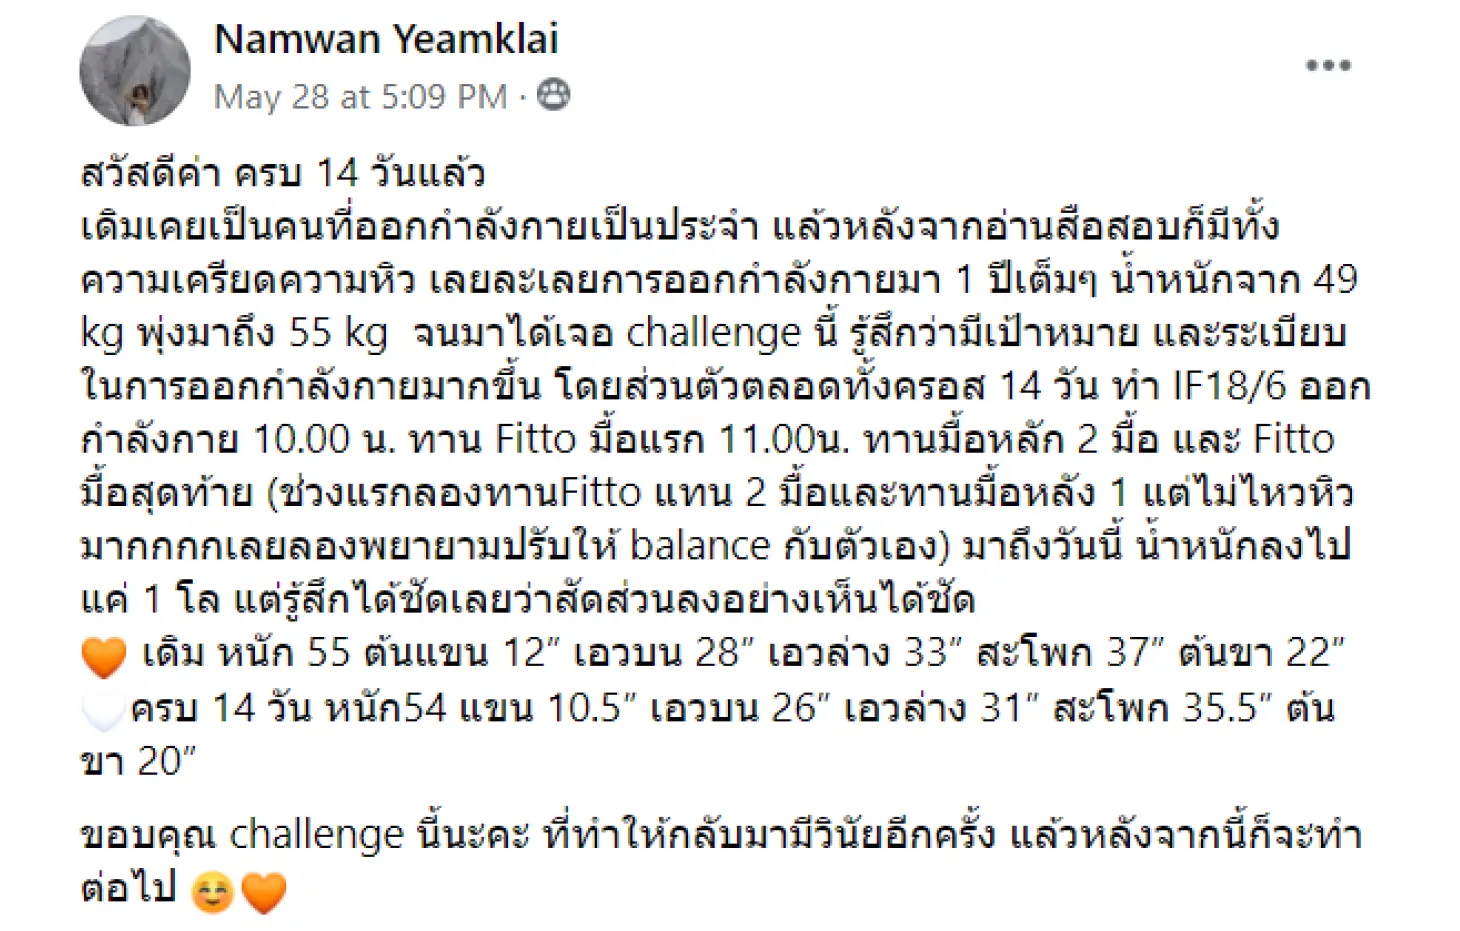 Namwan Yeamklai
May 28 at 5:09 PM ·
สวัสดีค่า ครบ 14 วันแล้ว
เดิมเคยเป็นคนที่ออกกำลังกายเป็นประจำ แล้วหลังจากอ่านสือสอบก็มีทั้ง
ความเครียดความหิว เลยละเลยการออกกำลังกายมา 1 ปีเต็มๆ น้ำหนักจาก 49
kg พุ่งมาถึง 55 kg จนมาได้เจอ challenge นี้ รู้สึกว่ามีเป้าหมาย และระเบียบ
ในการออกกำลังกายมากขึ้น โดยส่วนตัวตลอดทั้งครอส 14 วัน ทำ IF18/6 ออก
กำลังกาย 10.00 น. ทาน Fitto มื้อแรก 11.00น. ทานมื้อหลัก 2 มื้อ และ Fitto
มื้อสุดท้าย (ช่วงแรกลองทานFitto แทน 2 มื้อและทานมื้อหลัง 1 แต่ไม่ไหวหิว
มากกกกเลยลองพยายามปรับให้ balance กับตัวเอง) มาถึงวันนี้ น้ำหนักลงไป
แค่ 1 โล แต่รู้สึกได้ชัดเลยว่าสัดส่วนลงอย่างเห็นได้ชัด
🧡 เดิม หนัก 55 ต้นแขน 12” เอวบน 28” เอวล่าง 33” สะโพก 37” ต้นขา 22”
🤍ครบ 14 วัน หนัก54 แขน 10.5” เอวบน 26” เอวล่าง 31” สะโพก 35.5” ต้น
ขา 20”
ขอบคุณ challenge นี้นะคะ ที่ทำให้กลับมามีวินัยอีกครั้ง แล้วหลังจากนี้ก็จะทำ
ต่อไป ☺️🧡